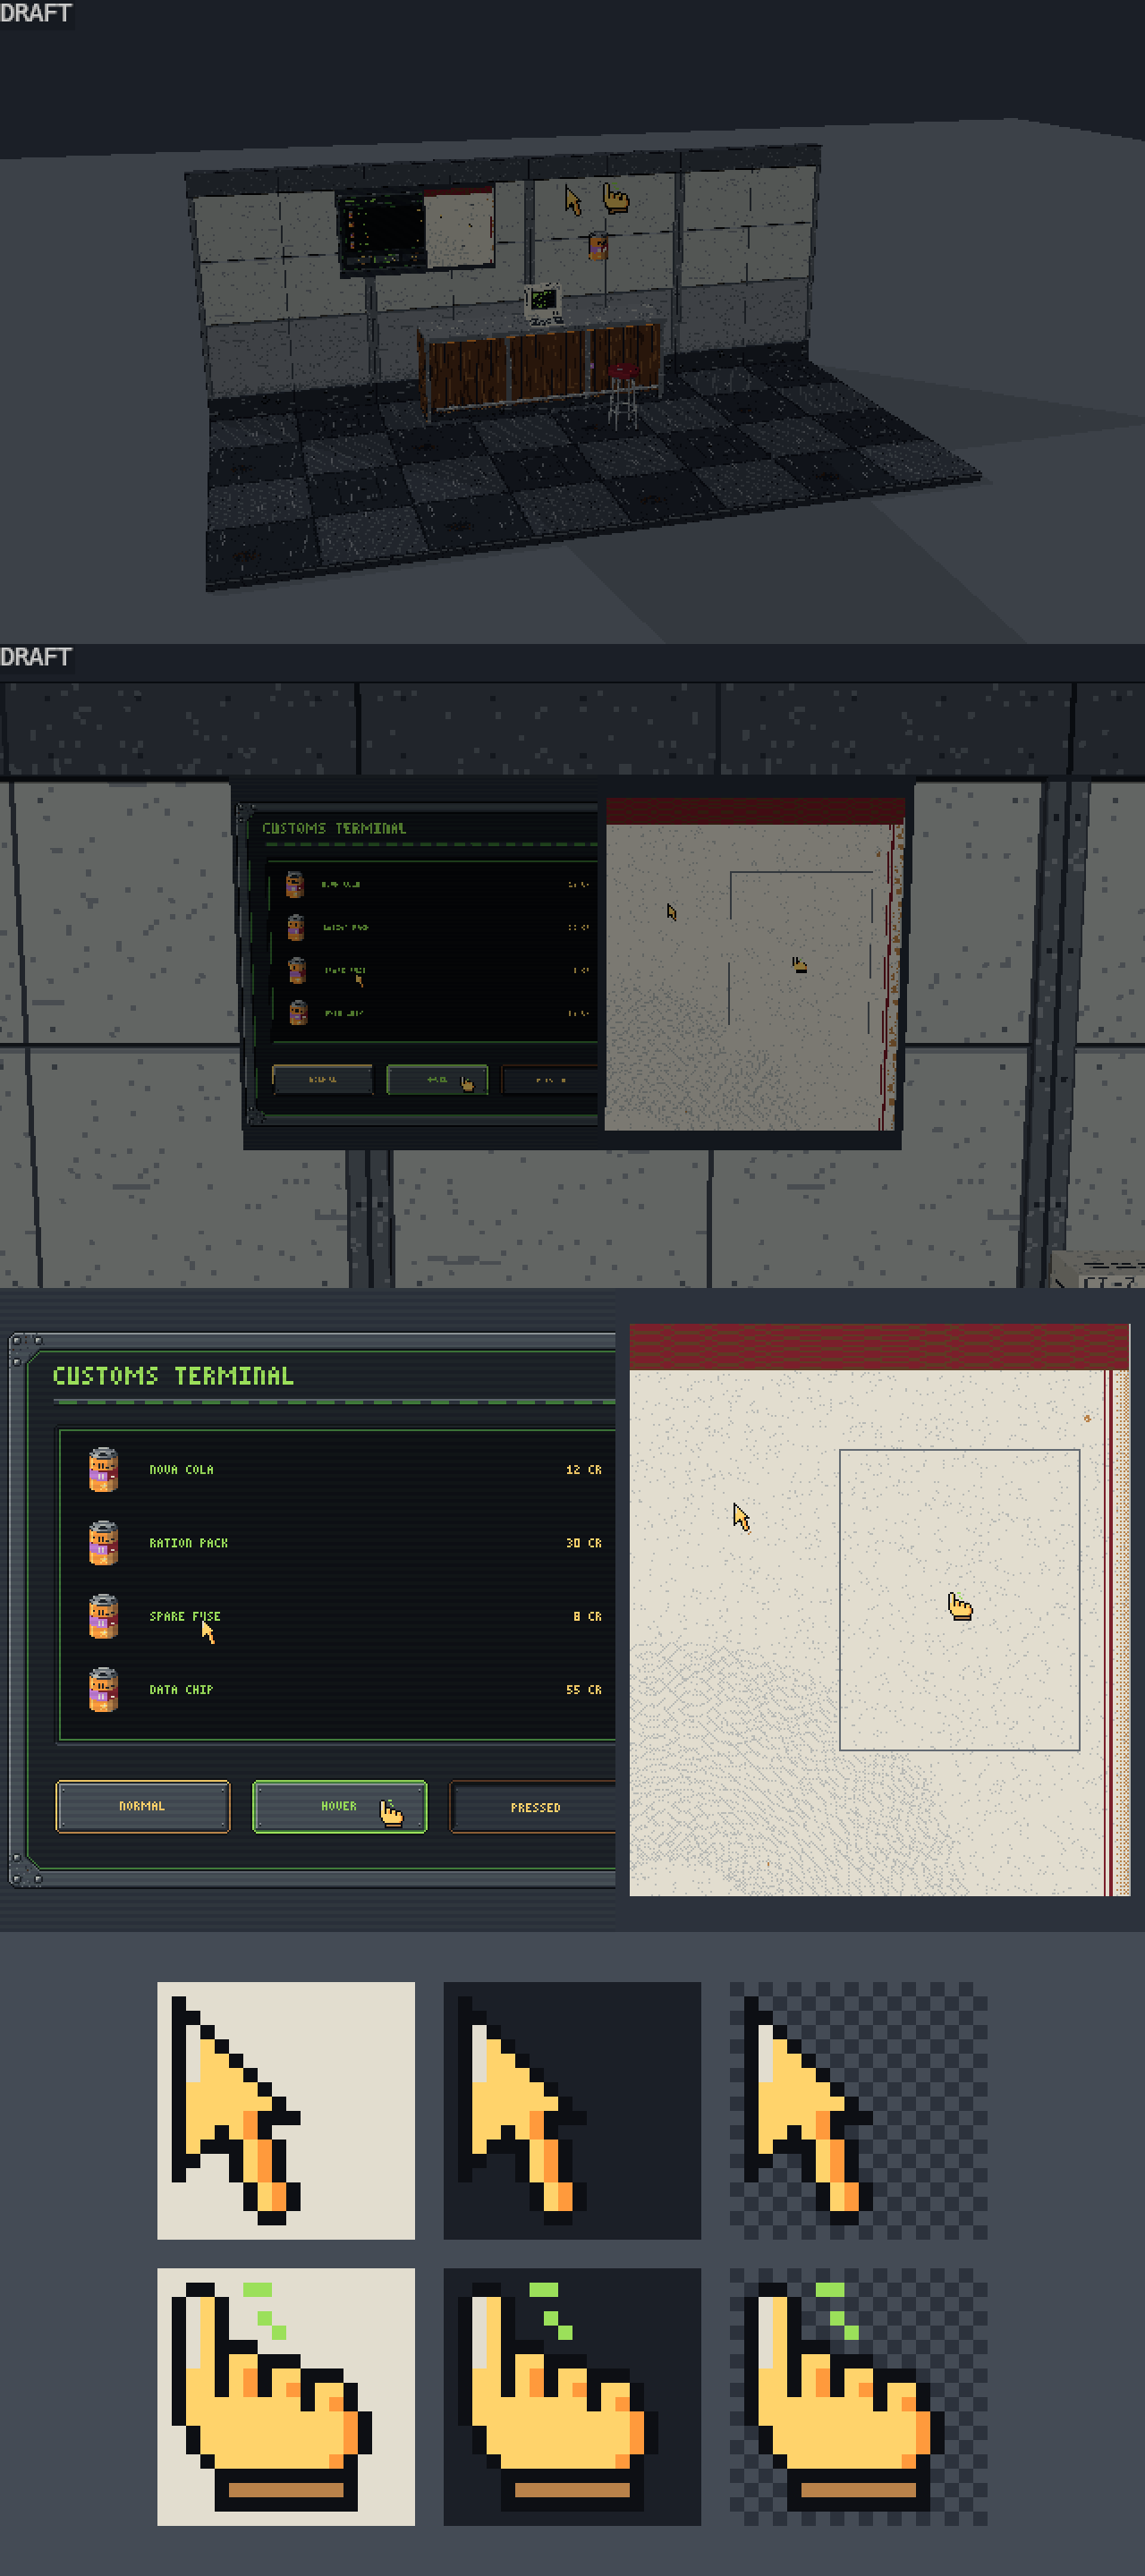 DRAFT
DRAFT
CUSTOMS TERMINAL
CUSTOMS TERMINAL
NOVA COLA 12 CR
RATION PACK 30 CR
SPARE FUSE 8 CR
DATA CHIP 55 CR
NORMAL HOVER PRESSED